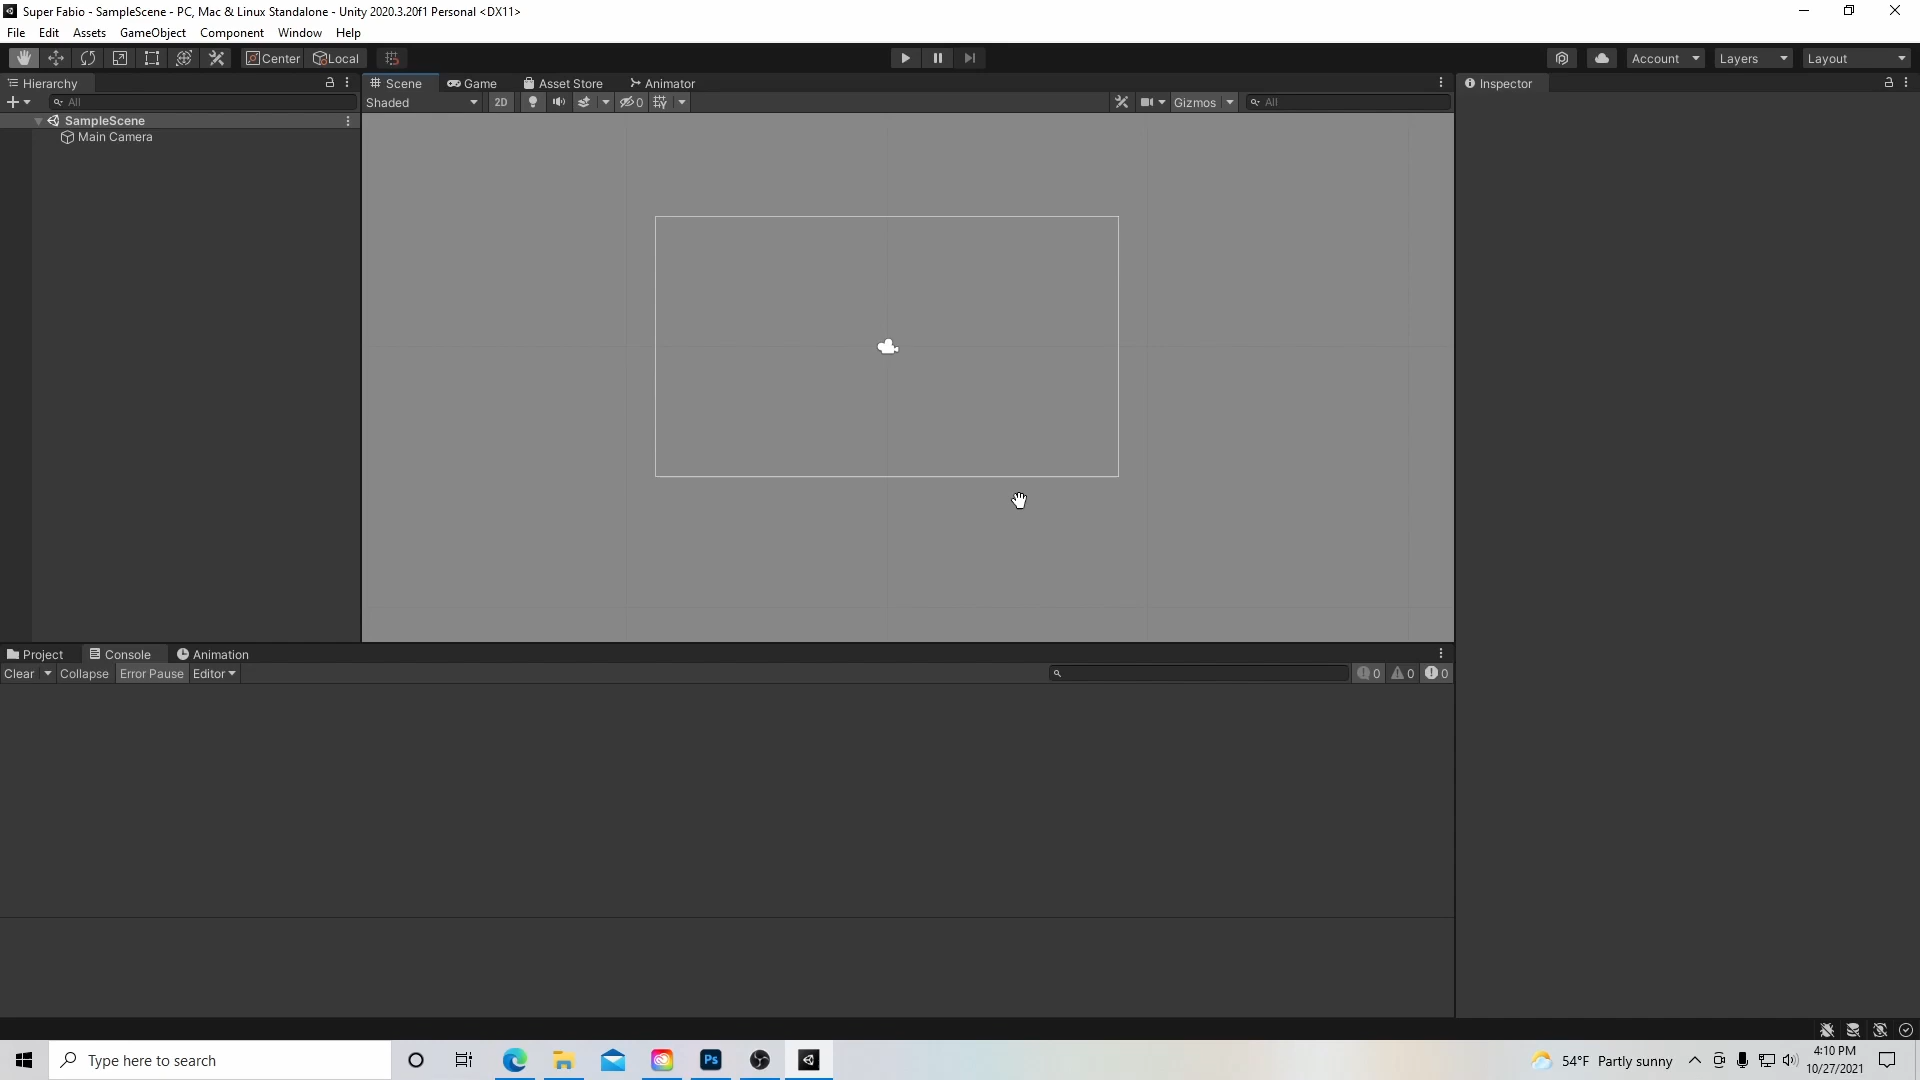 Super Fabio - SampleScene - PC, Mac & Linux Standalone - Unity 2020.3.20f1 Personal <DX11>
File Edit Assets GameObject Component Window Help
Center Local Account Layers Layout
Hierarchy Scene Game Asset Store Animator Inspector
All Shaded 2D 0 Gizmos All
SampleScene
Main Camera
Project Console Animation
Clear Collapse Error Pause Editor 0 0 0
Type here to search Ps 54°F Partly sunny 4:10 PM
10/27/2021